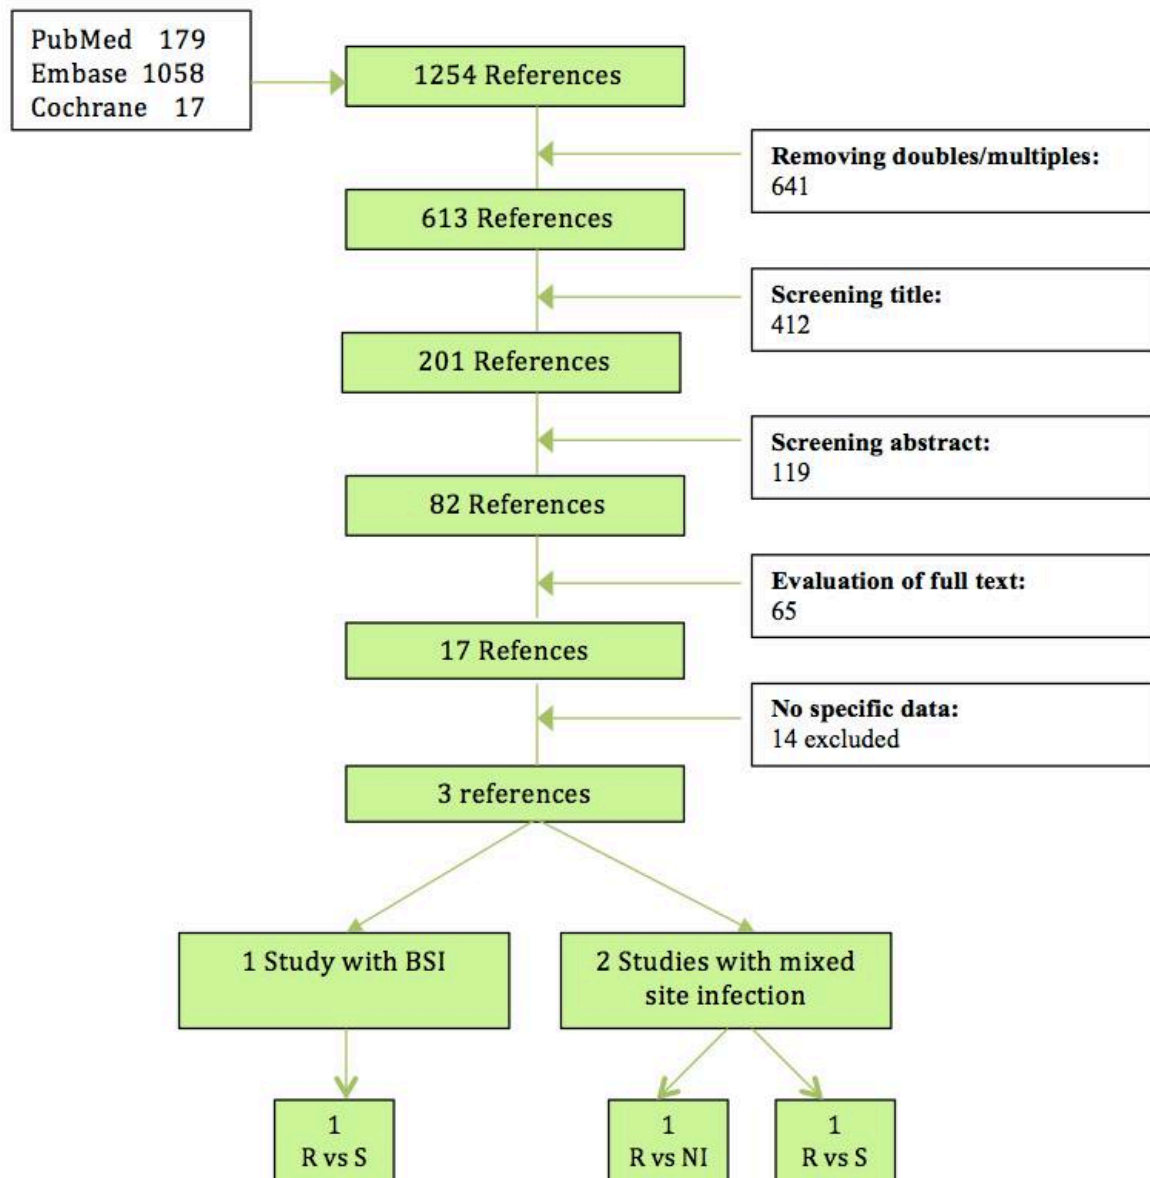 PubMed 179
Embase 1058
Cochrane 17
1254 References
Removing doubles/multiples:
641
613 References
Screening title:
412
201 References
Screening abstract:
119
82 References
Evaluation of full text:
65
17 Refences
No specific data:
14 excluded
3 references
1 Study with BSI
2 Studies with mixed
site infection
1
R vs S
1
R vs NI
1
R vs S